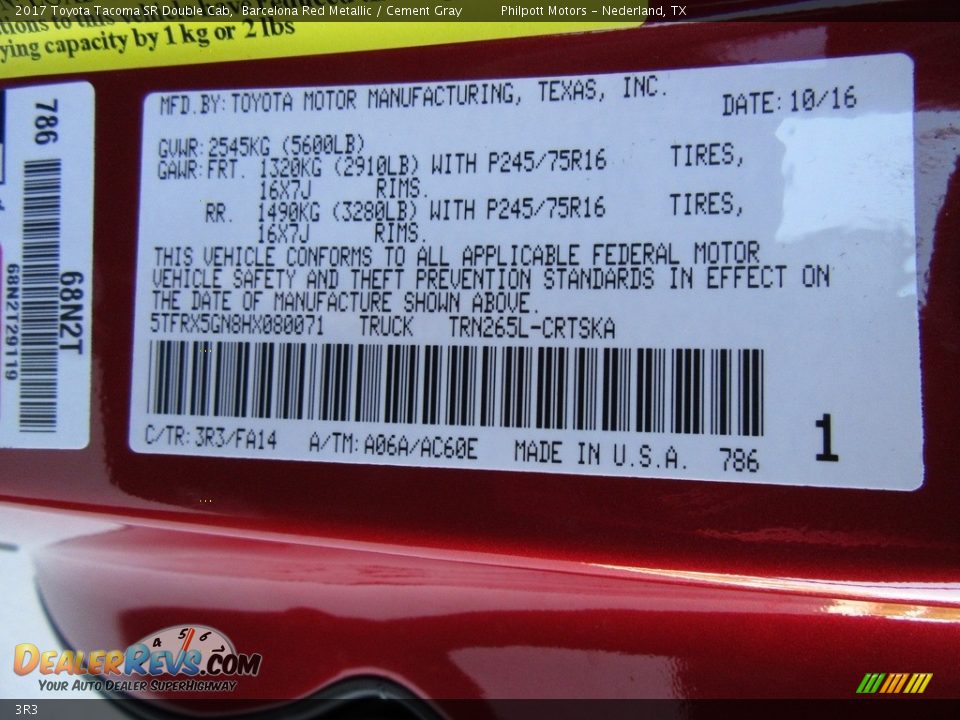 2017 Toyota Tacoma SR Double Cab, Barcelona Red Metallic / Cement Gray Philpott Motors - Nederland, TX
ying capacity by 1 kg or 2 lbs
786
68N2T
68N2T29119
MFD.BY:TOYOTA MOTOR MANUFACTURING, TEXAS, INC. DATE:10/16
GVWR:2545KG (5600LB)
GAWR:FRT. 1320KG (2910LB) WITH P245/75R16 TIRES,
16X7J RIMS.
RR. 1490KG (3280LB) WITH P245/75R16 TIRES,
16X7J RIMS.
THIS VEHICLE CONFORMS TO ALL APPLICABLE FEDERAL MOTOR
VEHICLE SAFETY AND THEFT PREVENTION STANDARDS IN EFFECT ON
THE DATE OF MANUFACTURE SHOWN ABOVE.
5TFRX5GN8HX080071 TRUCK TRN265L-CRTSKA
C/TR:3R3/FA14 A/TM:A06A/AC60E MADE IN U.S.A. 786
1
4 5 6
DEALERREVS.COM
YOUR AUTO DEALER SUPERHIGHWAY
3R3